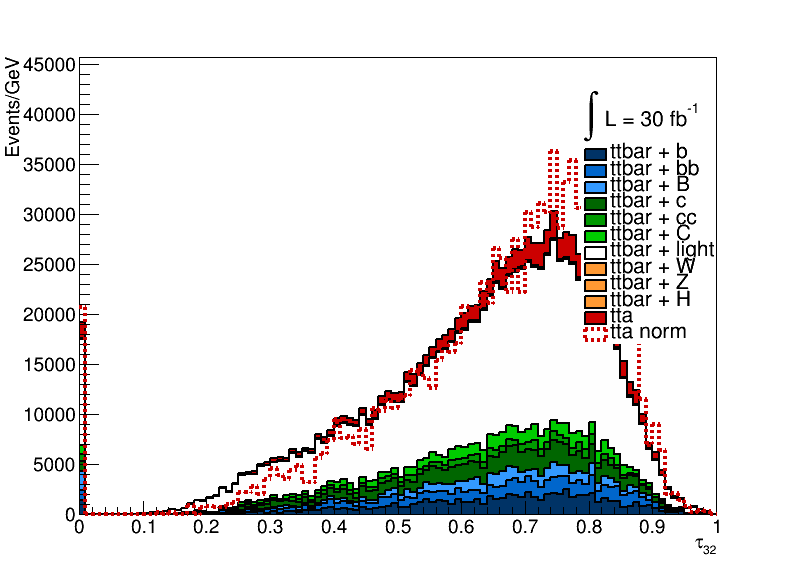 Events/GeV
45000
40000
35000
30000
25000
20000
15000
10000
5000
0
∫ L = 30 fb⁻¹
ttbar + b
ttbar + bb
ttbar + B
ttbar + c
ttbar + cc
ttbar + C
ttbar + light
ttbar + W
ttbar + Z
ttbar + H
tta
tta norm
0 0.1 0.2 0.3 0.4 0.5 0.6 0.7 0.8 0.9 1
τ₃₂